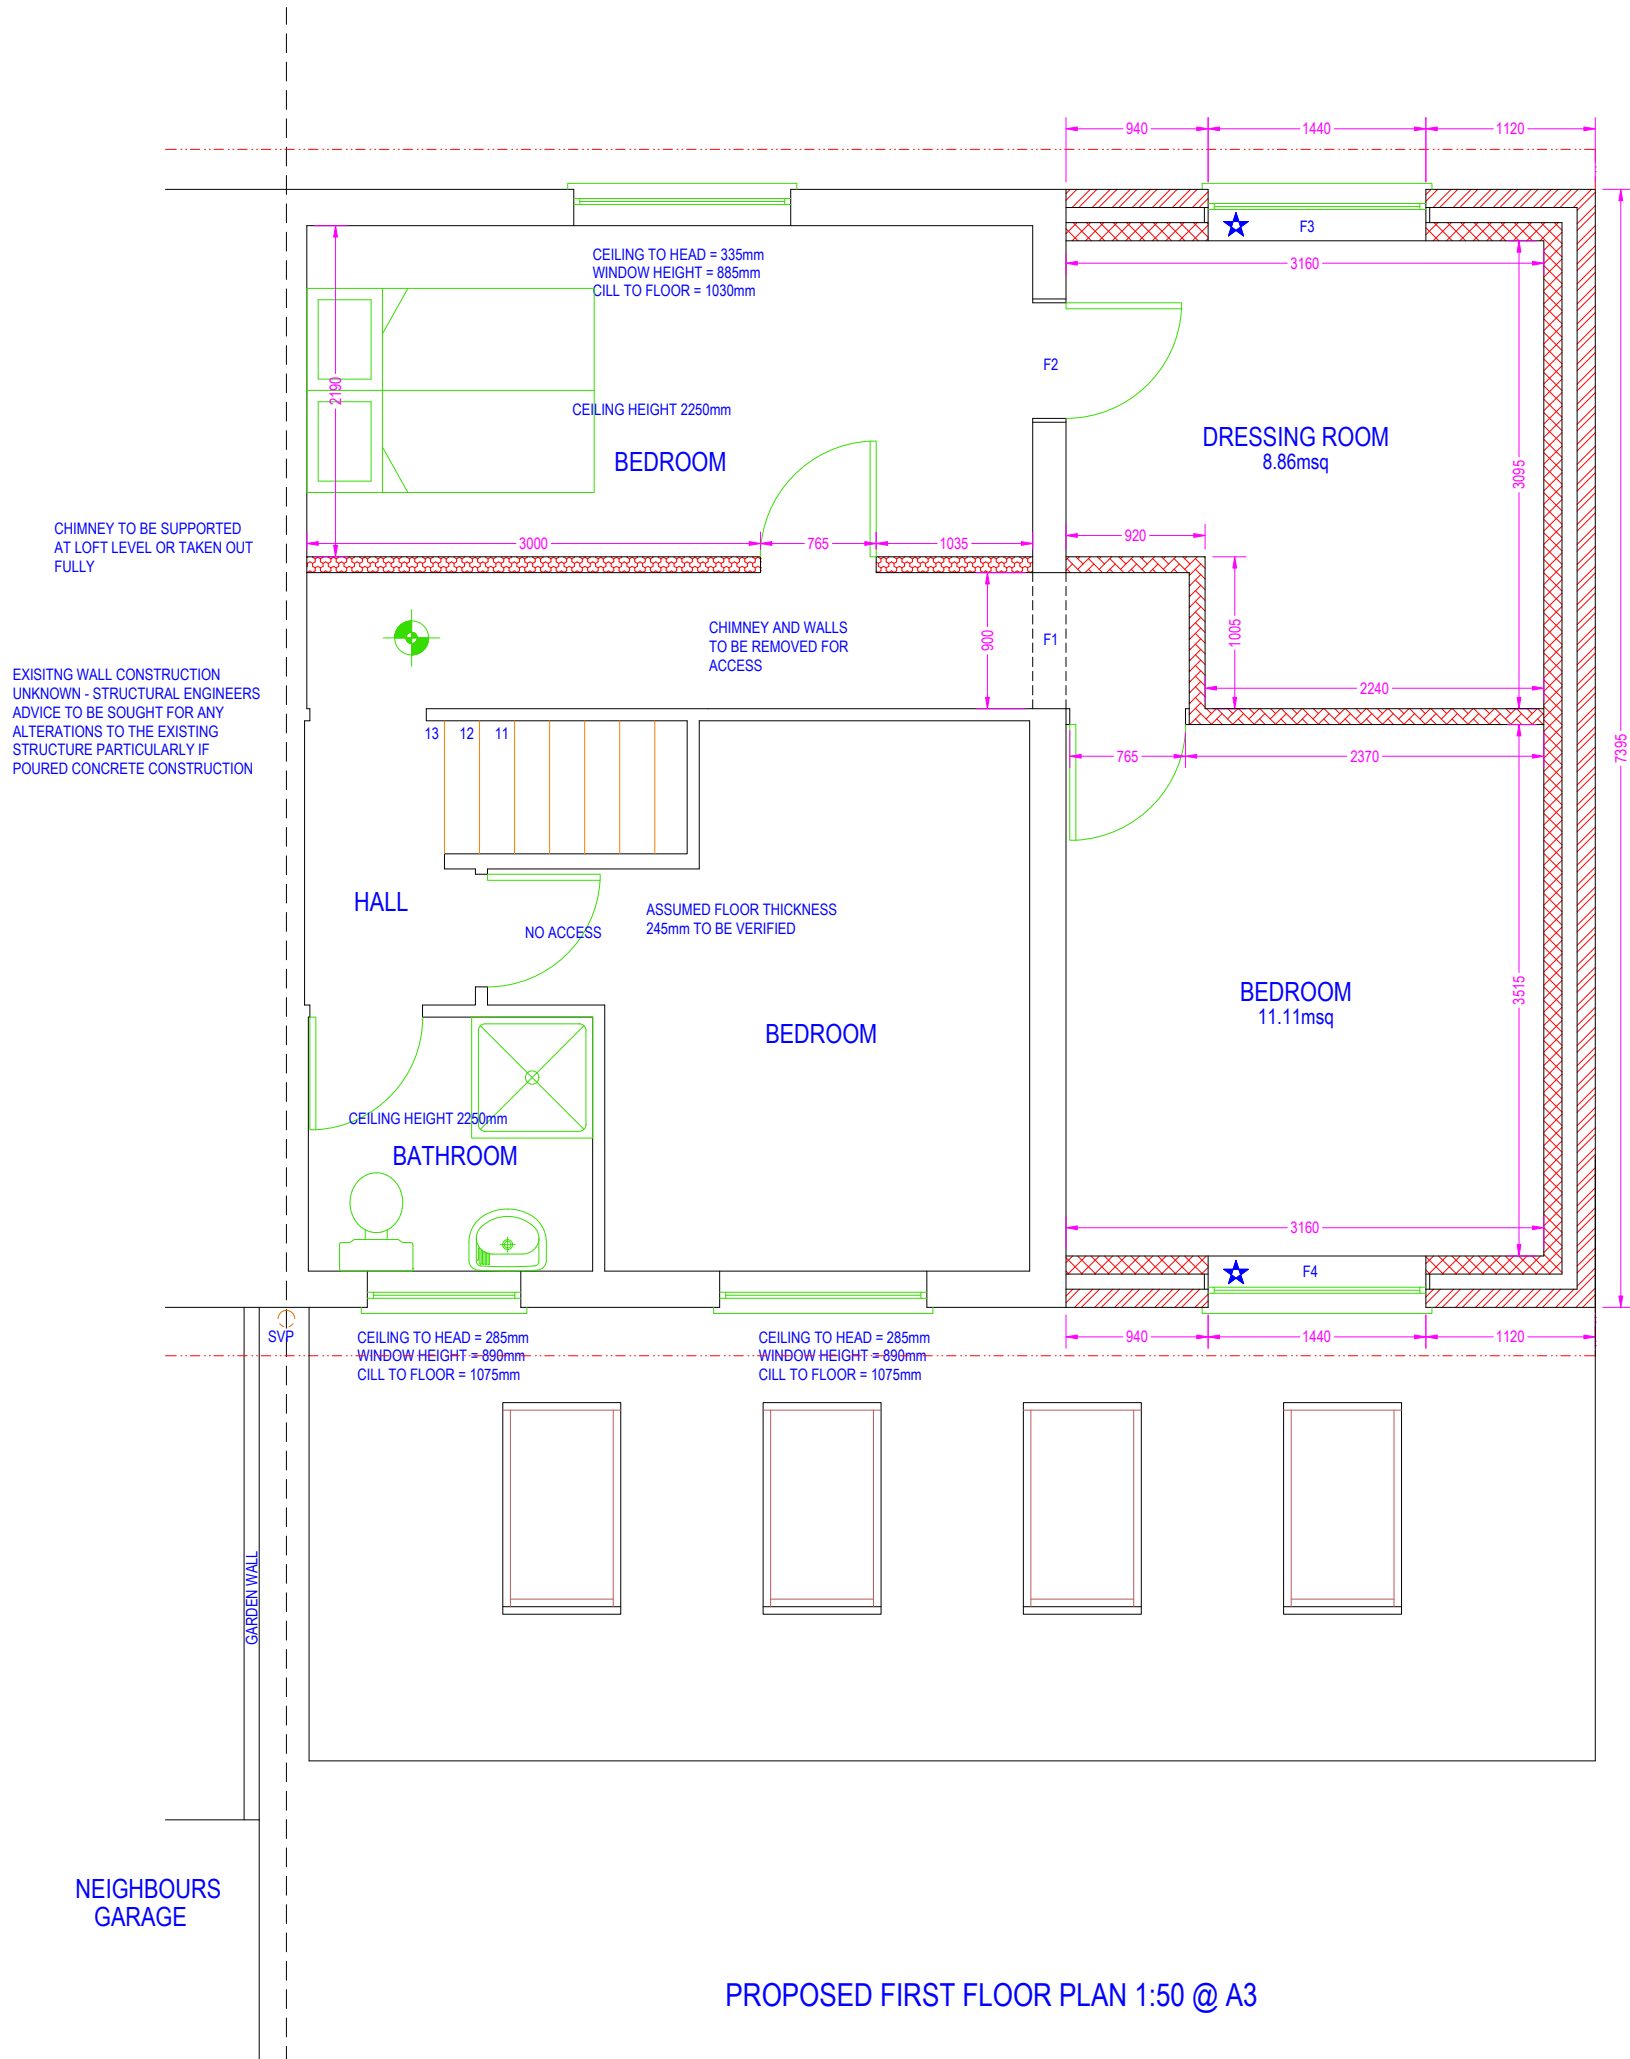 940
1440
1120
F3
3160
CEILING TO HEAD = 335mm
WINDOW HEIGHT = 885mm
CILL TO FLOOR = 1030mm
F2
2190
CEILING HEIGHT 2250mm
BEDROOM
DRESSING ROOM
8.86msq
3095
CHIMNEY TO BE SUPPORTED
AT LOFT LEVEL OR TAKEN OUT
FULLY
3000
765
1035
920
CHIMNEY AND WALLS
TO BE REMOVED FOR
ACCESS
900
F1
1005
EXISITNG WALL CONSTRUCTION
UNKNOWN - STRUCTURAL ENGINEERS
ADVICE TO BE SOUGHT FOR ANY
ALTERATIONS TO THE EXISTING
STRUCTURE PARTICULARLY IF
POURED CONCRETE CONSTRUCTION
2240
13 12 11
765
2370
7395
HALL
ASSUMED FLOOR THICKNESS
245mm TO BE VERIFIED
NO ACCESS
BEDROOM
11.11msq
3515
BEDROOM
CEILING HEIGHT 2250mm
BATHROOM
3160
F4
SVP
CEILING TO HEAD = 285mm
WINDOW HEIGHT = 890mm
CILL TO FLOOR = 1075mm
CEILING TO HEAD = 285mm
WINDOW HEIGHT = 890mm
CILL TO FLOOR = 1075mm
940
1440
1120
GARDEN WALL
NEIGHBOURS
GARAGE
PROPOSED FIRST FLOOR PLAN 1:50 @ A3